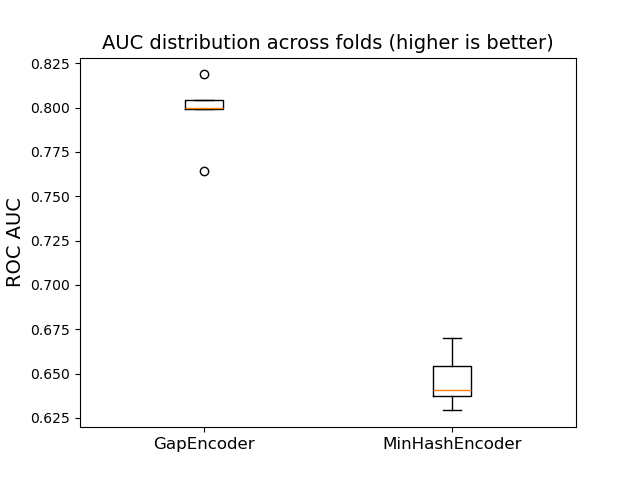 AUC distribution across folds (higher is better)
ROC AUC
0.825
0.800
0.775
0.750
0.725
0.700
0.675
0.650
0.625
GapEncoder
MinHashEncoder